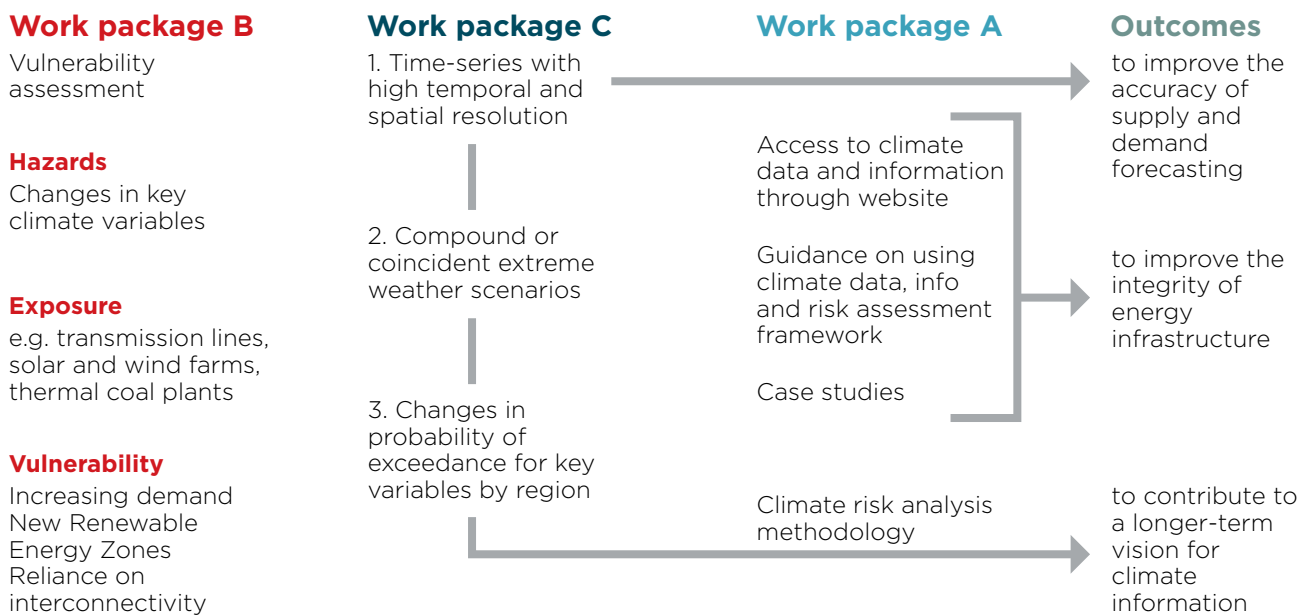 Work package B
Vulnerability
assessment
Hazards
Changes in key
climate variables
Exposure
e.g. transmission lines,
solar and wind farms,
thermal coal plants
Vulnerability
Increasing demand
New Renewable
Energy Zones
Reliance on
interconnectivity
Work package C
1. Time-series with
high temporal and
spatial resolution
2. Compound or
coincident extreme
weather scenarios
3. Changes in
probability of
exceedance for key
variables by region
Work package A
Access to climate
data and information
through website
Guidance on using
climate data, info
and risk assessment
framework
Case studies
Climate risk analysis
methodology
Outcomes
to improve the
accuracy of
supply and
demand
forecasting
to improve the
integrity of
energy
infrastructure
to contribute to
a longer-term
vision for
climate
information